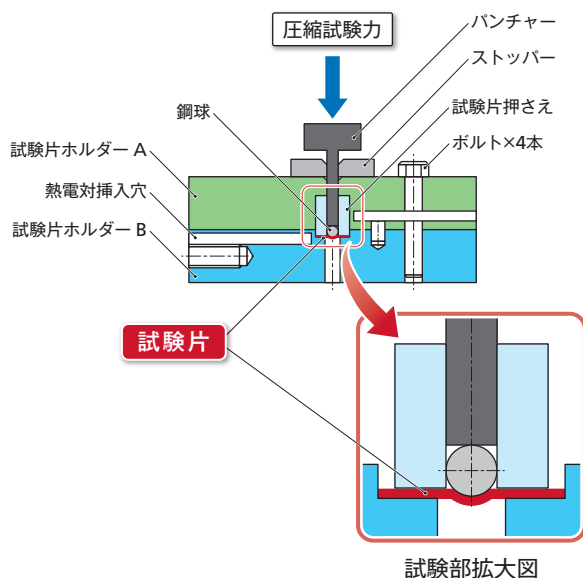 圧縮試験力
パンチャー
ストッパー
鋼球
試験片押さえ
ボルト×4本
試験片ホルダー A
熱電対挿入穴
試験片ホルダー B
試験片
試験部拡大図